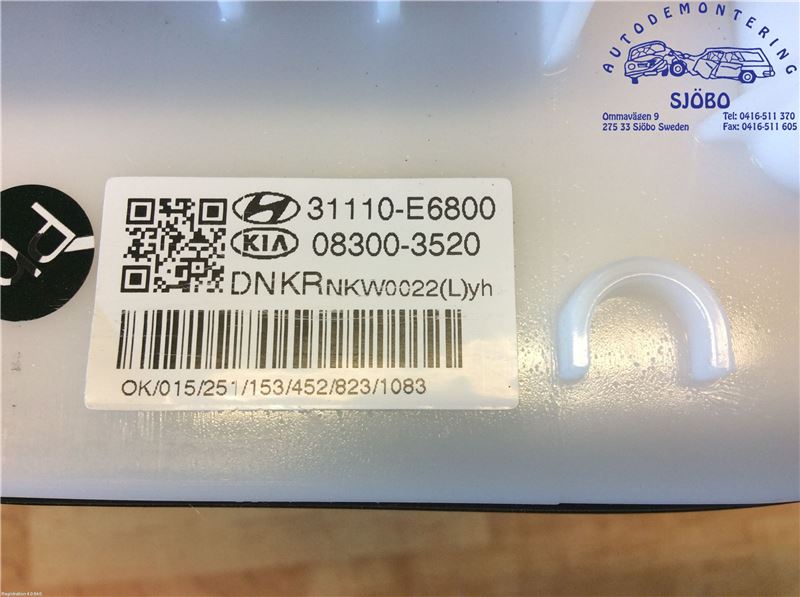 AUTODEMONTERING
SJÖBO
Ommavägen 9
275 33 Sjöbo Sweden
Tel: 0416-511 370
Fax: 0416-511 605
31110-E6800
KIA 08300-3520
DNKRNKW0022(L)yh
OK/015/251/153/452/823/1083